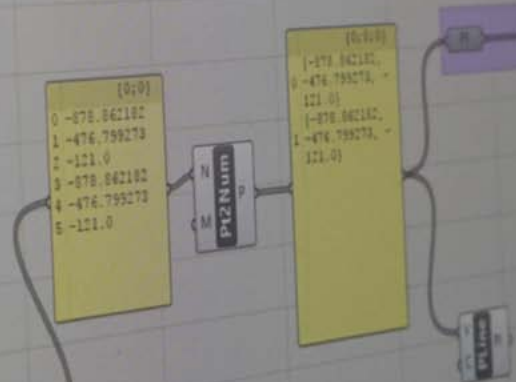 {0;0}
0 -878.862182
1 -476.799273
2 -121.0
3 -878.862182
4 -476.799273
5 -121.0
N
M
Pt2Num
P
{0;0;0}
{-878.862182,
0 -476.799273, -
121.0}
{-878.862182,
1 -476.799273, -
121.0}
PLine